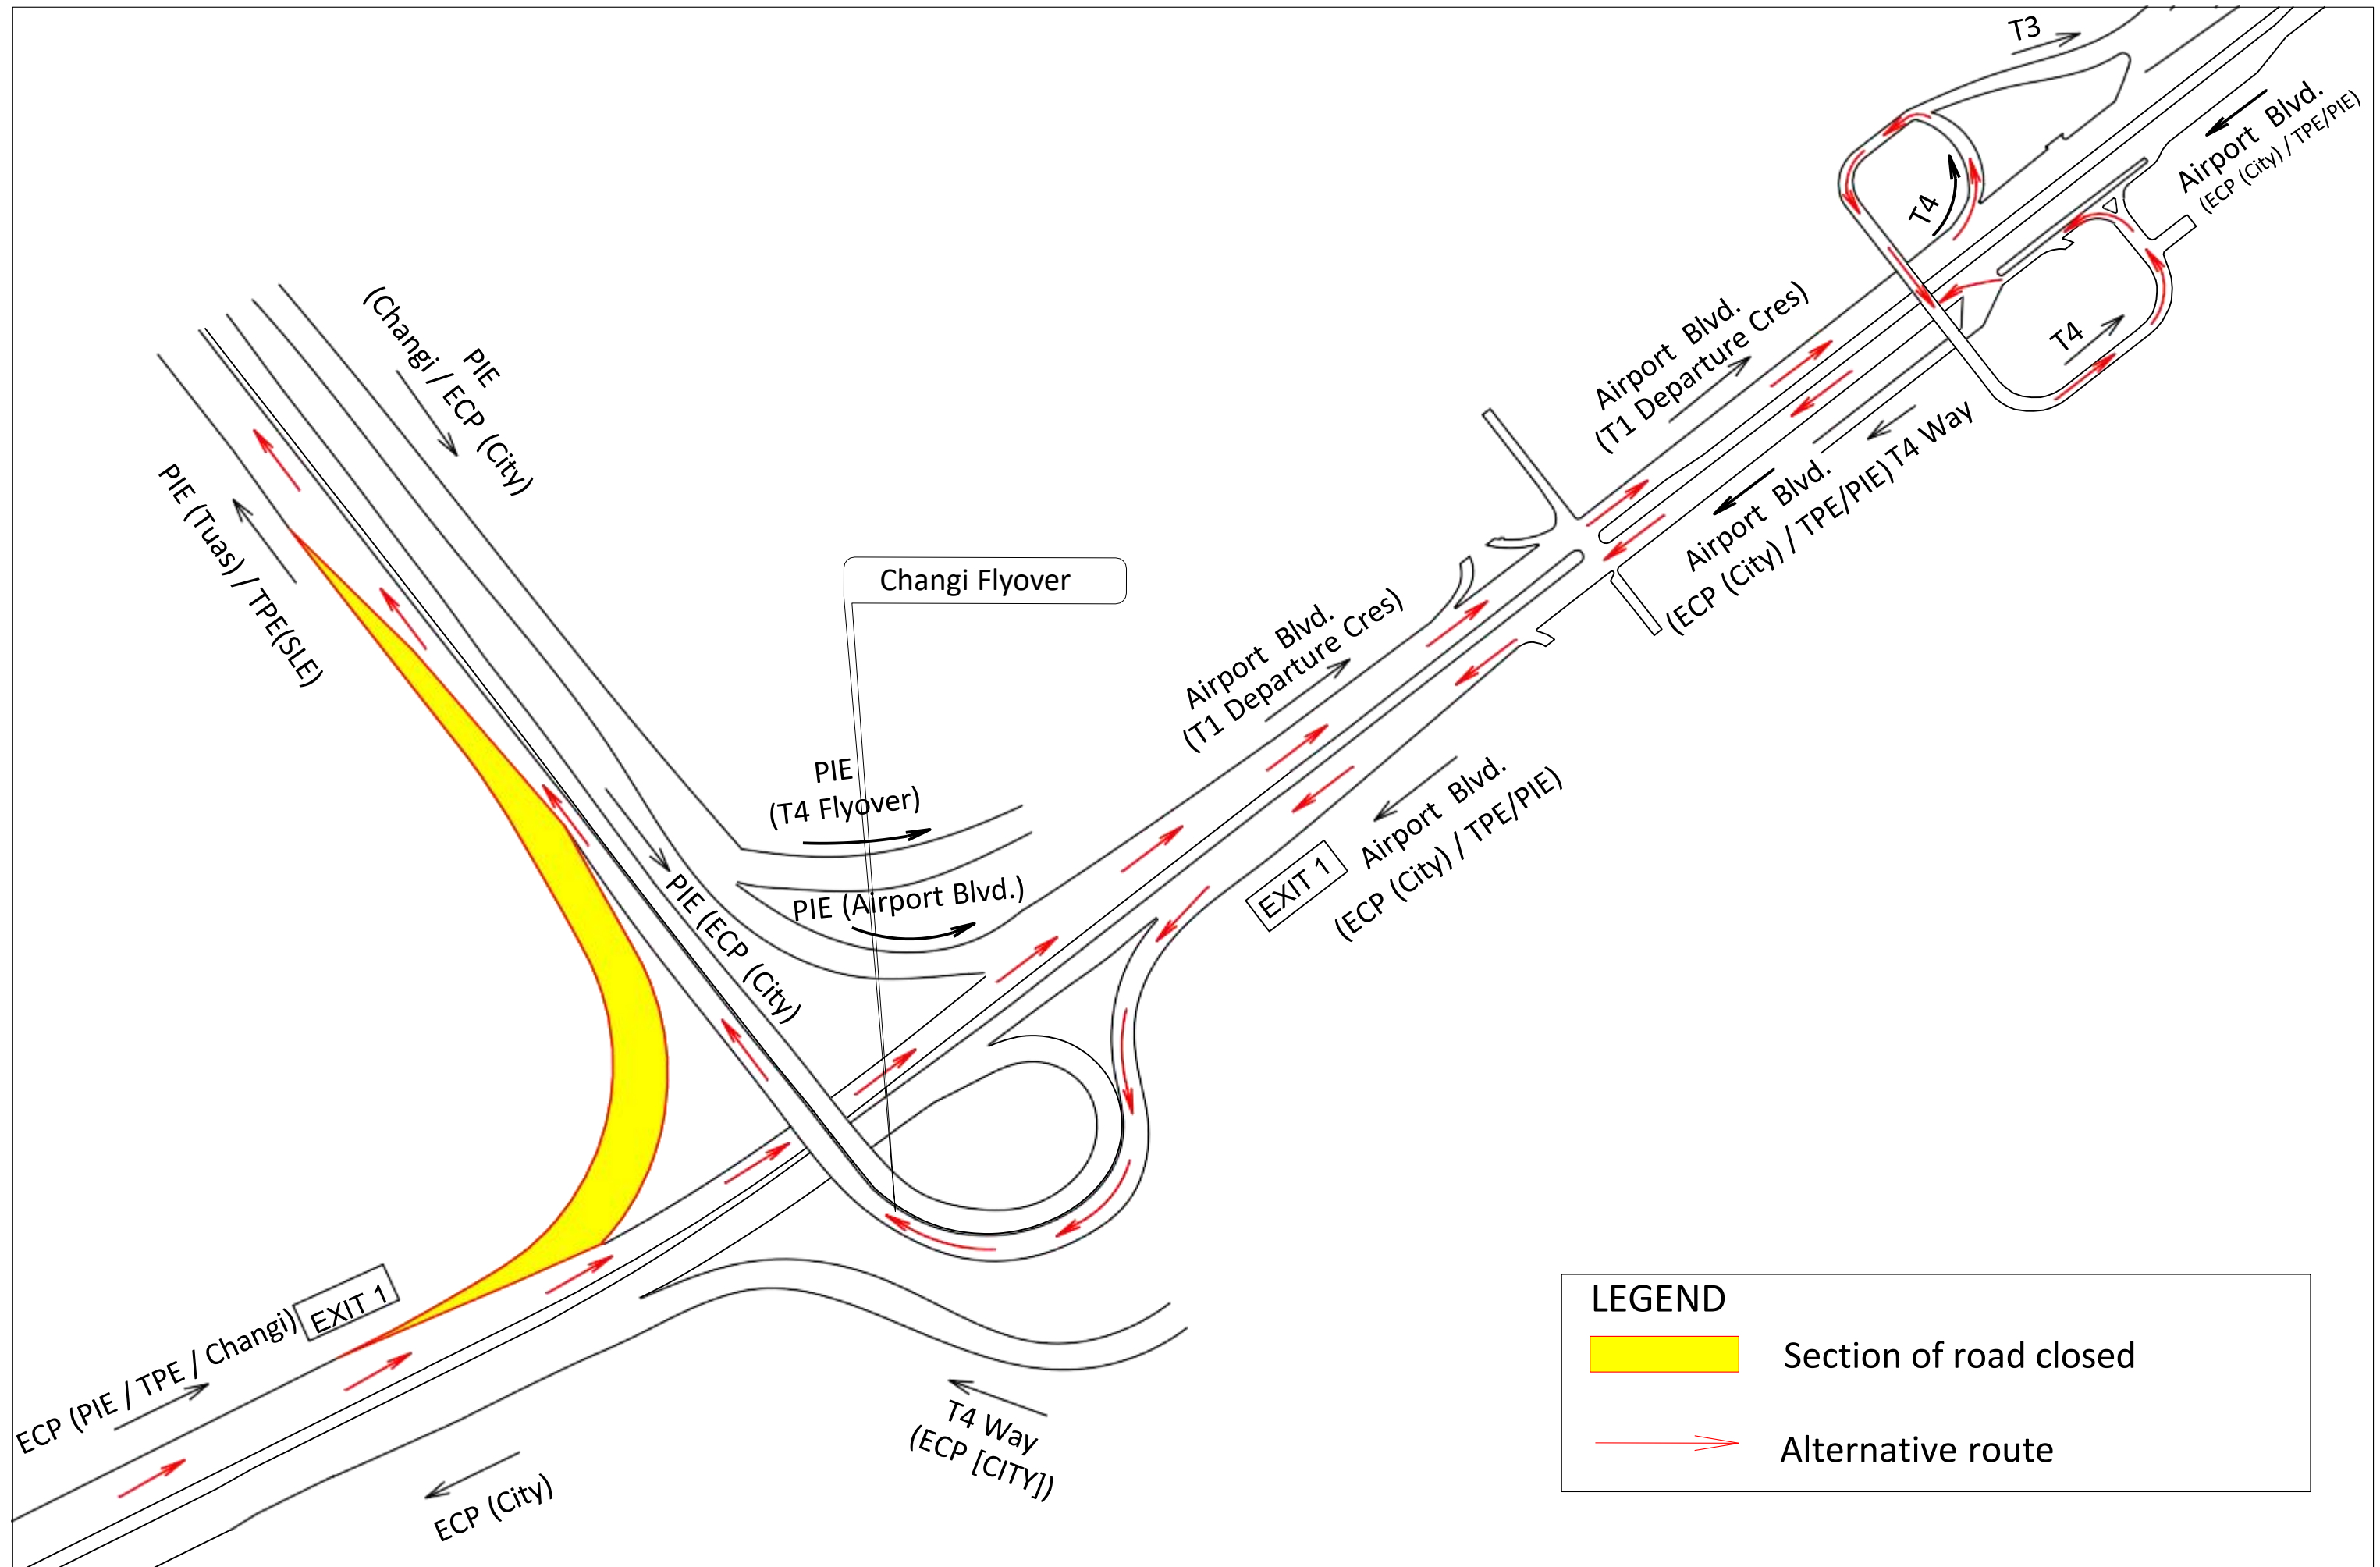 T3
Airport Blvd.
(ECP (City) / TPE/PIE)
T4
T4
Airport Blvd.
(T1 Departure Cres)
T4 Way
Airport Blvd.
(ECP (City) / TPE/PIE)
PIE
(Changi / ECP (City)
PIE (Tuas) / TPE(SLE)
Changi Flyover
Airport Blvd.
(T1 Departure Cres)
PIE
(T4 Flyover)
PIE (Airport Blvd.)
PIE (ECP (City)
EXIT 1
Airport Blvd.
(ECP (City) / TPE/PIE)
ECP (PIE / TPE / Changi)
EXIT 1
T4 Way
(ECP [CITY])
ECP (City)
LEGEND
Section of road closed
Alternative route